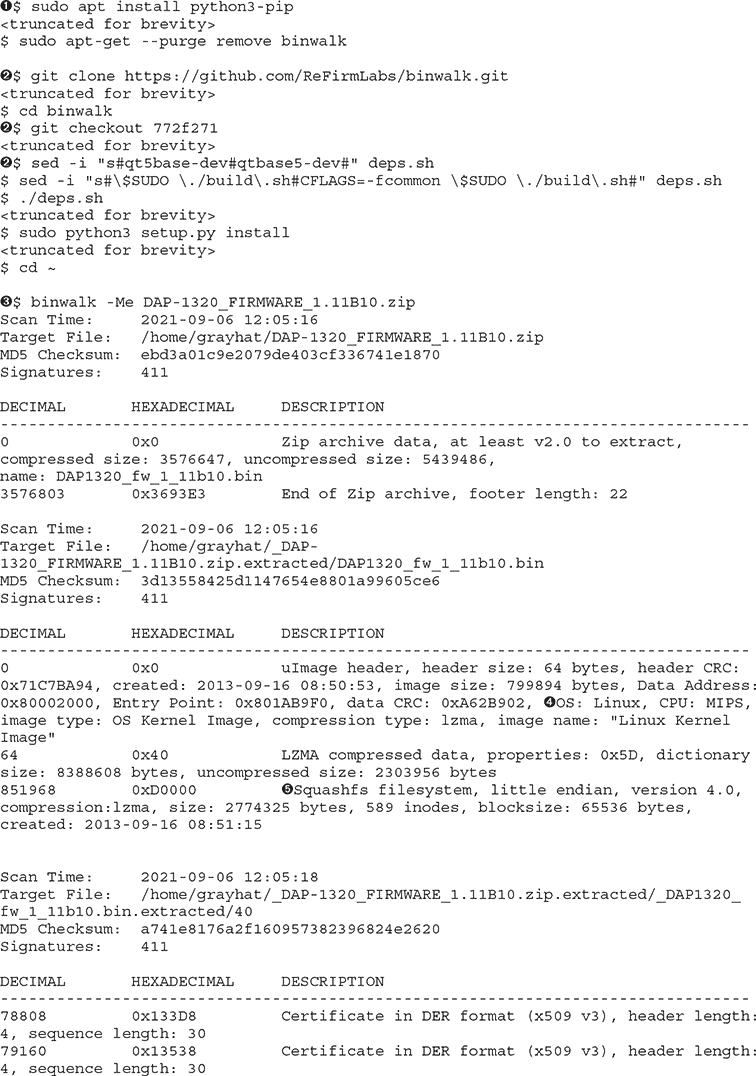 ❶$ sudo apt install python3-pip
<truncated for brevity>
$ sudo apt-get --purge remove binwalk

❷$ git clone https://github.com/ReFirmLabs/binwalk.git
<truncated for brevity>
$ cd binwalk
❷$ git checkout 772f271
<truncated for brevity>
❷$ sed -i "s#qt5base-dev#qtbase5-dev#" deps.sh
$ sed -i "s#\$SUDO \./build\.sh#CFLAGS=-fcommon \$SUDO \./build\.sh#" deps.sh
$ ./deps.sh
<truncated for brevity>
$ sudo python3 setup.py install
<truncated for brevity>
$ cd ~

❸$ binwalk -Me DAP-1320_FIRMWARE_1.11B10.zip
Scan Time:     2021-09-06 12:05:16
Target File:   /home/grayhat/DAP-1320_FIRMWARE_1.11B10.zip
MD5 Checksum:  ebd3a01c9e2079de403cf336741e1870
Signatures:    411

DECIMAL       HEXADECIMAL     DESCRIPTION
--------------------------------------------------------------------------------
0             0x0             Zip archive data, at least v2.0 to extract,
compressed size: 3576647, uncompressed size: 5439486,
name: DAP1320_fw_1_11b10.bin
3576803       0x3693E3        End of Zip archive, footer length: 22

Scan Time:     2021-09-06 12:05:16
Target File:   /home/grayhat/_DAP-
1320_FIRMWARE_1.11B10.zip.extracted/DAP1320_fw_1_11b10.bin
MD5 Checksum:  3d13558425d1147654e8801a99605ce6
Signatures:    411

DECIMAL       HEXADECIMAL     DESCRIPTION
--------------------------------------------------------------------------------
0             0x0             uImage header, header size: 64 bytes, header CRC:
0x71C7BA94, created: 2013-09-16 08:50:53, image size: 799894 bytes, Data Address:
0x80002000, Entry Point: 0x801AB9F0, data CRC: 0xA62B902, ❹OS: Linux, CPU: MIPS,
image type: OS Kernel Image, compression type: lzma, image name: "Linux Kernel
Image"
64            0x40            LZMA compressed data, properties: 0x5D, dictionary
size: 8388608 bytes, uncompressed size: 2303956 bytes
851968        0xD0000         ❺Squashfs filesystem, little endian, version 4.0,
compression:lzma, size: 2774325 bytes, 589 inodes, blocksize: 65536 bytes,
created: 2013-09-16 08:51:15

Scan Time:     2021-09-06 12:05:18
Target File:   /home/grayhat/_DAP-1320_FIRMWARE_1.11B10.zip.extracted/_DAP1320_
fw_1_11b10.bin.extracted/40
MD5 Checksum:  a741e8176a2f160957382396824e2620
Signatures:    411

DECIMAL       HEXADECIMAL     DESCRIPTION
--------------------------------------------------------------------------------
78808         0x133D8         Certificate in DER format (x509 v3), header length:
4, sequence length: 30
79160         0x13538         Certificate in DER format (x509 v3), header length:
4, sequence length: 30